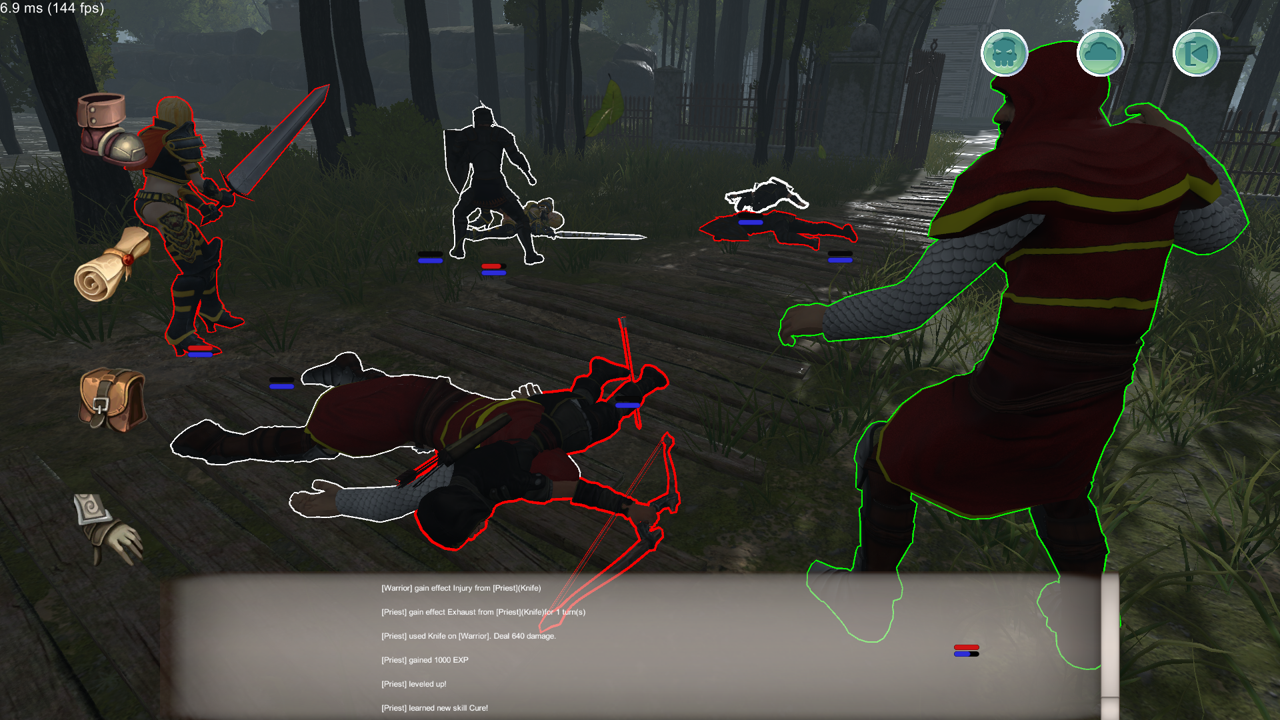 6.9 ms (144 fps)
[Warrior] gain effect Injury from [Priest](Knife)
[Priest] gain effect Exhaust from [Priest](Knife)for 1 turn(s)
[Priest] used Knife on [Warrior]. Deal 640 damage.
[Priest] gained 1000 EXP
[Priest] leveled up!
[Priest] learned new skill Cure!